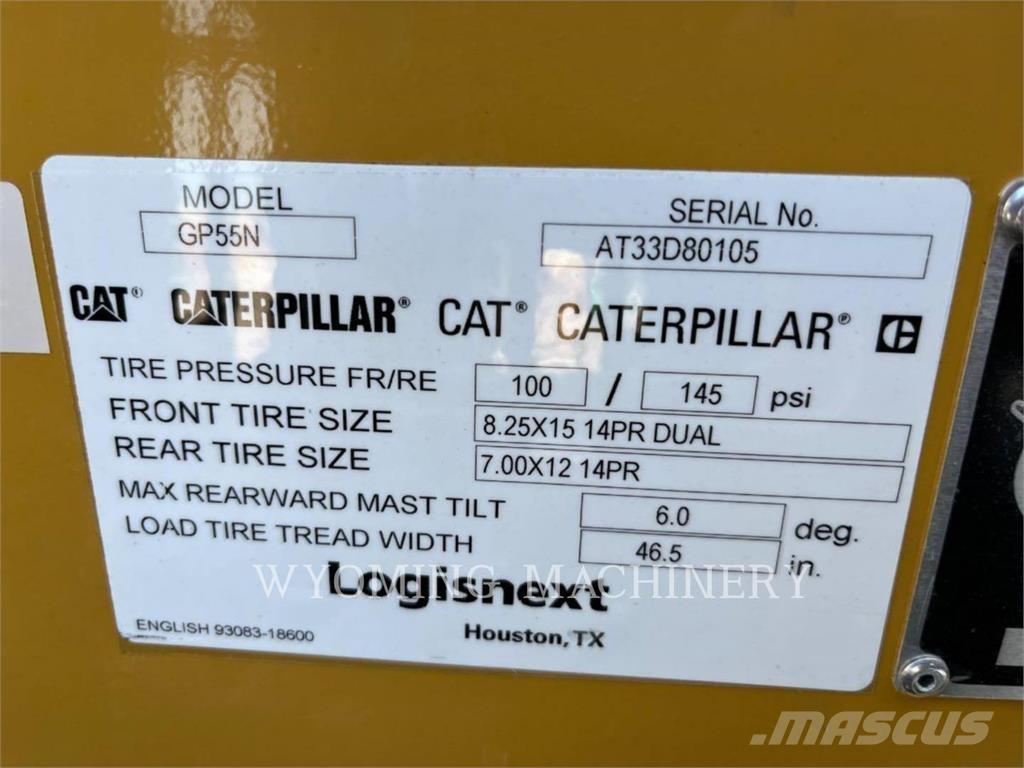 MODEL
GP55N
SERIAL No.
AT33D80105
CAT® CATERPILLAR® CAT® CATERPILLAR®
TIRE PRESSURE FR/RE 100 / 145 psi
FRONT TIRE SIZE 8.25X15 14PR DUAL
REAR TIRE SIZE 7.00X12 14PR
MAX REARWARD MAST TILT 6.0 deg.
LOAD TIRE TREAD WIDTH 46.5 in.
WYOMING MACHINERY
Logisnext
ENGLISH 93083-18600
Houston, TX
MASCUS